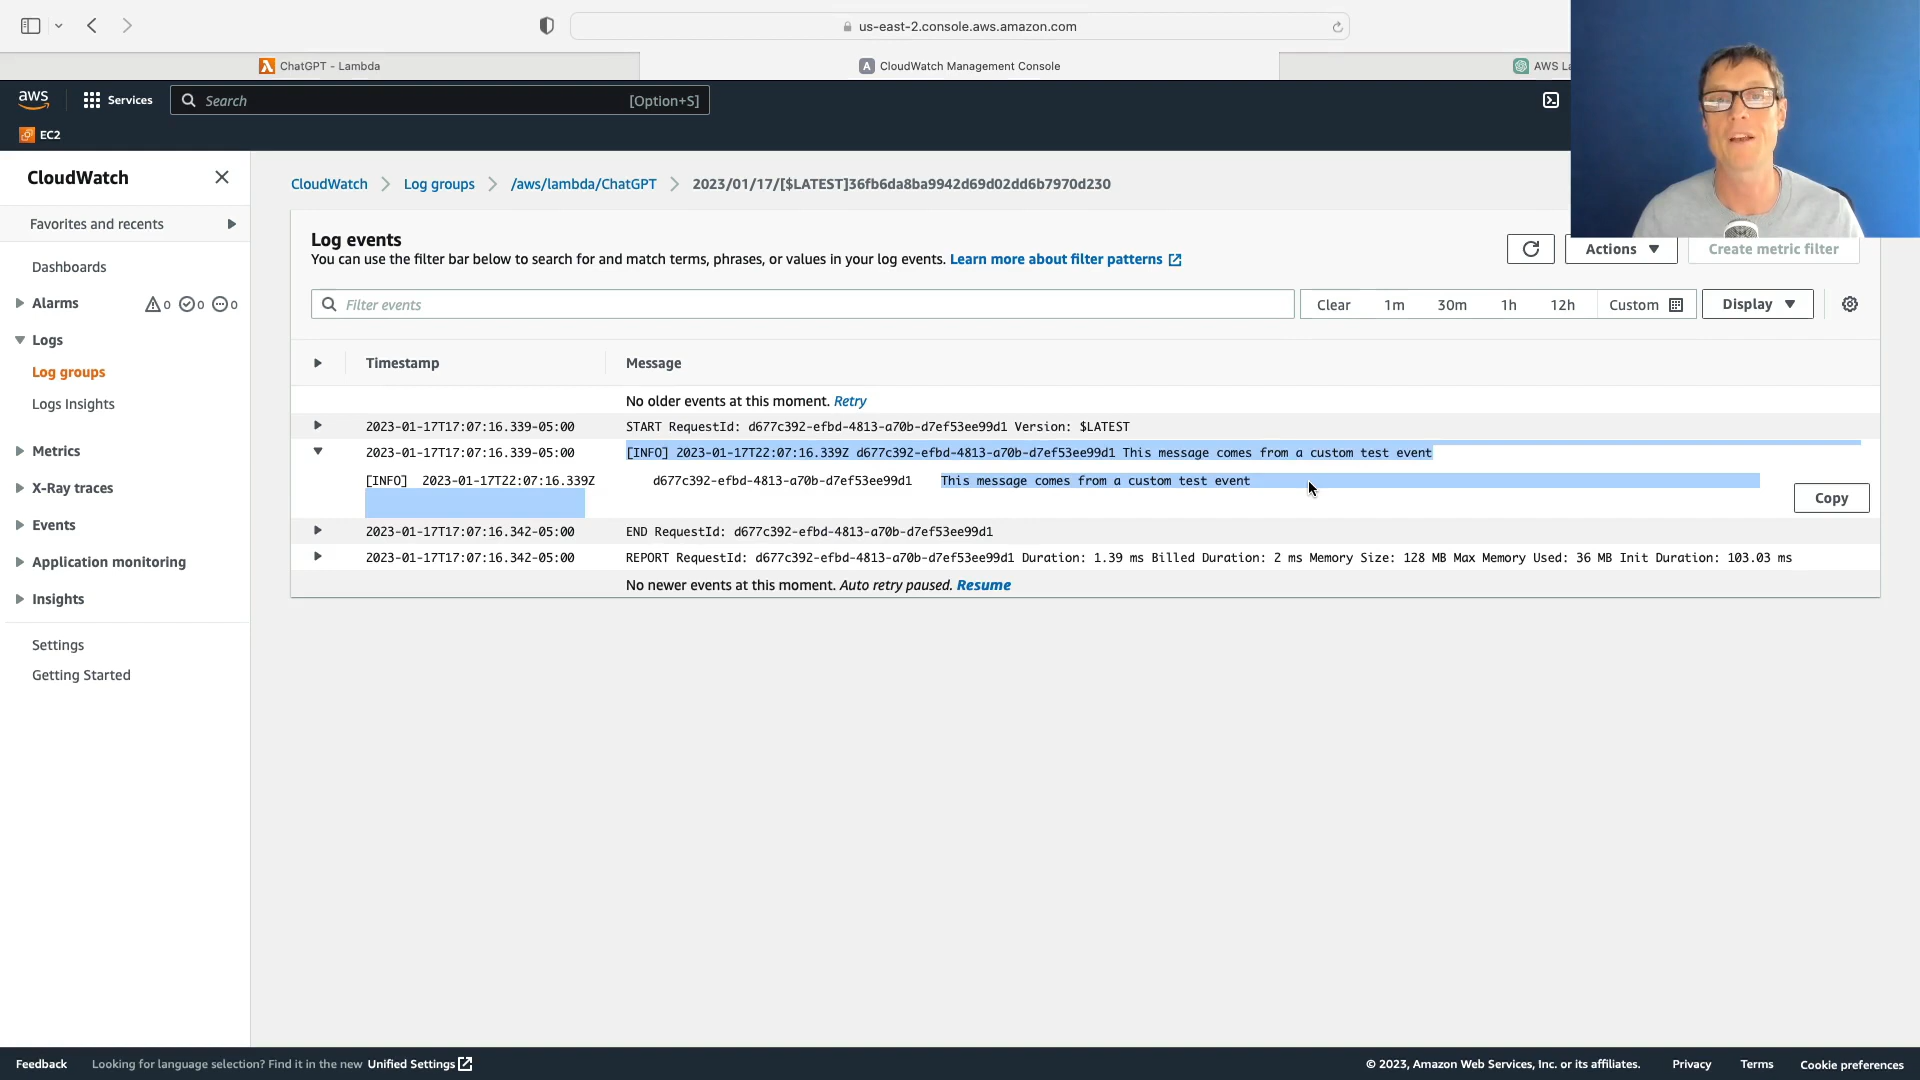 us-east-2.console.aws.amazon.com
ChatGPT - Lambda
A CloudWatch Management Console
AWS La
aws
Services
Search
[Option+S]
EC2
CloudWatch
Favorites and recents
Dashboards
Alarms 0 0 0
Logs
Log groups
Logs Insights
Metrics
X-Ray traces
Events
Application monitoring
Insights
Settings
Getting Started
CloudWatch Log groups /aws/lambda/ChatGPT 2023/01/17/[$LATEST]36fb6da8ba9942d69d02dd6b7970d230
Log events
You can use the filter bar below to search for and match terms, phrases, or values in your log events. Learn more about filter patterns
Actions
Create metric filter
Filter events
Clear 1m 30m 1h 12h Custom
Display
Timestamp Message
No older events at this moment. Retry
2023-01-17T17:07:16.339-05:00 START RequestId: d677c392-efbd-4813-a70b-d7ef53ee99d1 Version: $LATEST
2023-01-17T17:07:16.339-05:00 [INFO] 2023-01-17T22:07:16.339Z d677c392-efbd-4813-a70b-d7ef53ee99d1 This message comes from a custom test event
[INFO] 2023-01-17T22:07:16.339Z d677c392-efbd-4813-a70b-d7ef53ee99d1 This message comes from a custom test event
Copy
2023-01-17T17:07:16.342-05:00 END RequestId: d677c392-efbd-4813-a70b-d7ef53ee99d1
2023-01-17T17:07:16.342-05:00 REPORT RequestId: d677c392-efbd-4813-a70b-d7ef53ee99d1 Duration: 1.39 ms Billed Duration: 2 ms Memory Size: 128 MB Max Memory Used: 36 MB Init Duration: 103.03 ms
No newer events at this moment. Auto retry paused. Resume
Feedback
Looking for language selection? Find it in the new Unified Settings
© 2023, Amazon Web Services, Inc. or its affiliates.
Privacy
Terms
Cookie preferences